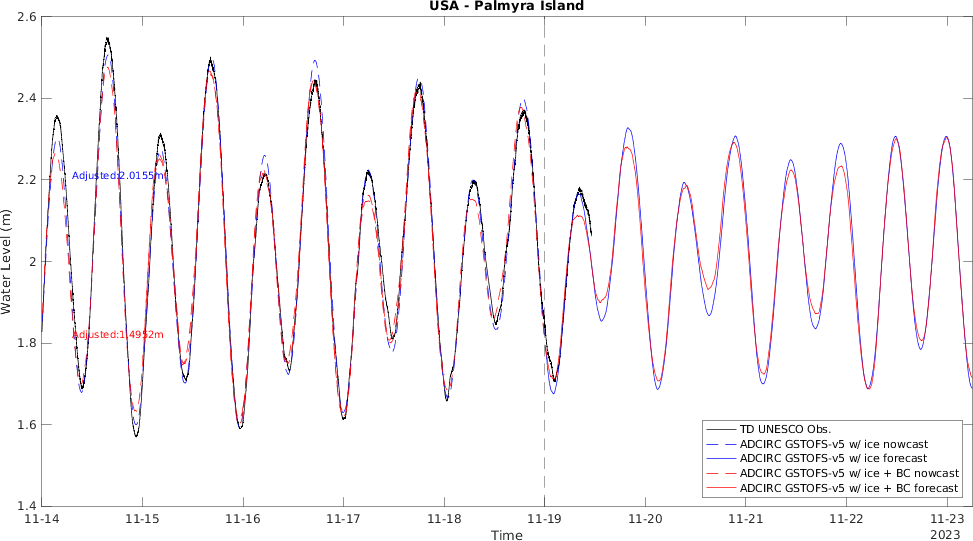 USA - Palmyra Island
2.6
2.4
2.2
2
1.8
1.6
1.4
Water Level (m)
Adjusted:2.0155m
Adjusted:1.4952m
TD UNESCO Obs.
ADCIRC GSTOFS-v5 w/ ice nowcast
ADCIRC GSTOFS-v5 w/ ice forecast
ADCIRC GSTOFS-v5 w/ ice + BC nowcast
ADCIRC GSTOFS-v5 w/ ice + BC forecast
11-14 11-15 11-16 11-17 11-18 11-19 11-20 11-21 11-22 11-23
2023
Time